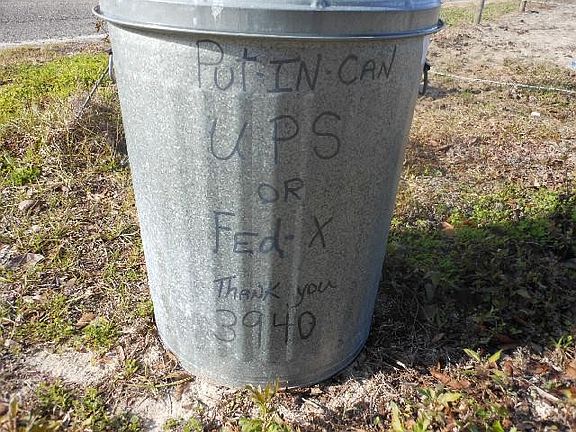 Put-IN-CAN
UPS
OR
FEd-X
THANK you
3940